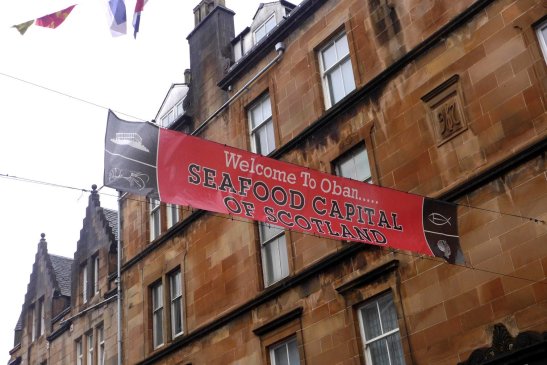 Welcome To Oban.....
SEAFOOD CAPITAL
OF SCOTLAND